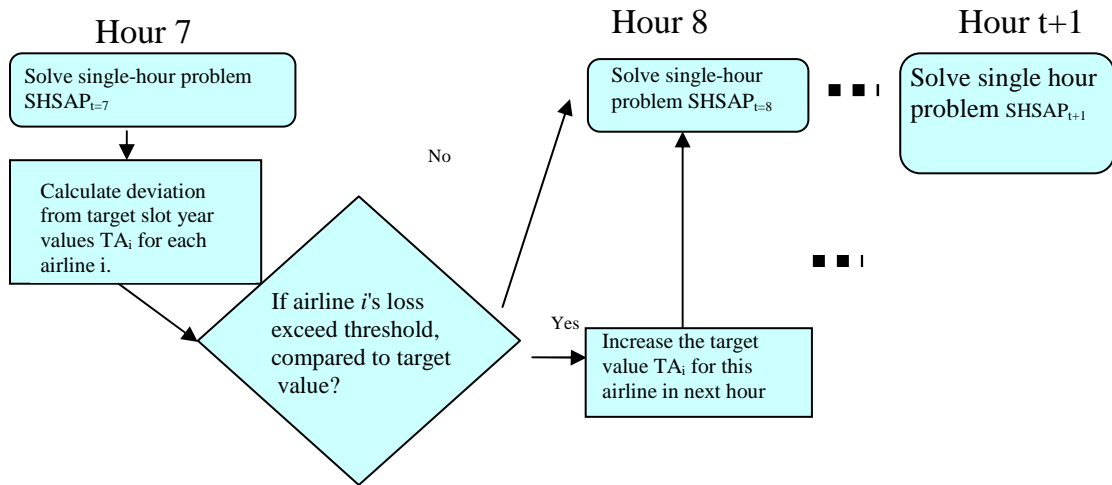 Hour 7
Solve single-hour problem
SHSAPt=7
Calculate deviation
from target slot year
values TAi for each
airline i.
If airline i's loss
exceed threshold,
compared to target
value?
No
Yes
Hour 8
Solve single-hour
problem SHSAPt=8
Increase the target
value TAi for this
airline in next hour
Hour t+1
Solve single hour
problem SHSAPt+1